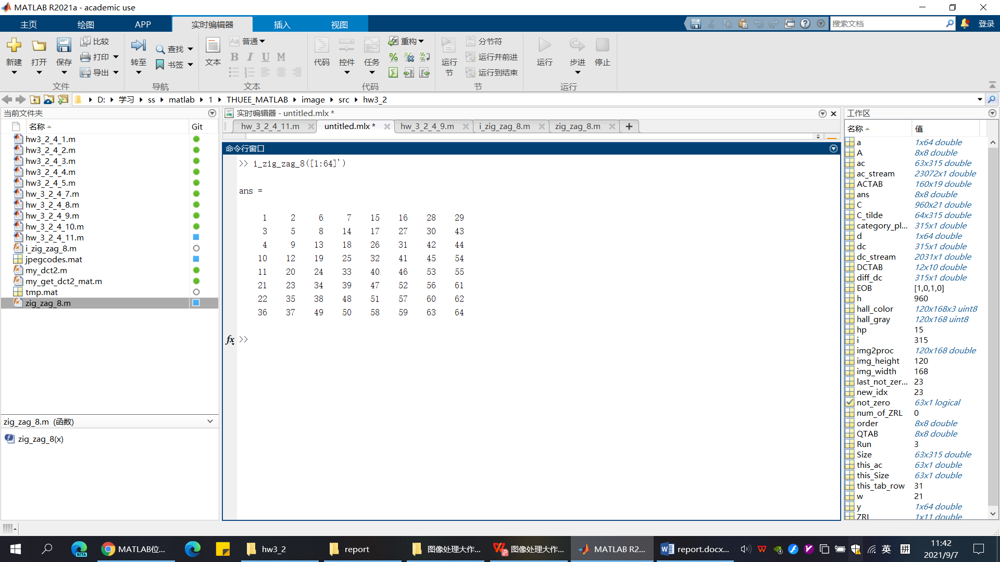 MATLAB R2021a - academic use
主页 绘图 APP 实时编辑器 插入 视图
搜索文档 登录
新建 打开 保存 比较 打印 导出
文件
转至 查找 书签
导航
文本 Aa 普通 B I U M
文本
代码 控件 任务 重构
代码
运行节 分节符 运行并前进 运行到结束
节
运行 步进 停止
运行
D: 学习 ss matlab 1 THUEE_MATLAB image src hw3_2
当前文件夹
名称 Git
hw3_2_4_1.m
hw3_2_4_2.m
hw3_2_4_3.m
hw3_2_4_4.m
hw3_2_4_5.m
hw_3_2_4_7.m
hw_3_2_4_8.m
hw_3_2_4_9.m
hw_3_2_4_10.m
hw_3_2_4_11.m
i_zig_zag_8.m
jpegcodes.mat
my_dct2.m
my_get_dct2_mat.m
tmp.mat
zig_zag_8.m
zig_zag_8.m (函数)
zig_zag_8(x)
实时编辑器 - untitled.mlx *
hw_3_2_4_11.m untitled.mlx * hw_3_2_4_9.m i_zig_zag_8.m zig_zag_8.m
命令行窗口
>> i_zig_zag_8([1:64]')
ans =
1 2 6 7 15 16 28 29
3 5 8 14 17 27 30 43
4 9 13 18 26 31 42 44
10 12 19 25 32 41 45 54
11 20 24 33 40 46 53 55
21 23 34 39 47 52 56 61
22 35 38 48 51 57 60 62
36 37 49 50 58 59 63 64
fx >>
工作区
名称 值
a 1x64 double
A 8x8 double
ac 63x315 double
ac_stream 23072x1 double
ACTAB 160x19 double
ans 8x8 double
C 960x21 double
C_tilde 64x315 double
category_pl... 315x1 double
d 1x64 double
dc 315x1 double
dc_stream 2031x1 double
DCTAB 12x10 double
diff_dc 315x1 double
EOB [1,0,1,0]
h 960
hall_color 120x168x3 uint8
hall_gray 120x168 uint8
hp 15
i 315
img2proc 120x168 double
img_height 120
img_width 168
last_not_zer... 23
new_idx 23
not_zero 63x1 logical
num_of_ZRL 0
order 8x8 double
QTAB 8x8 double
Run 3
Size 63x315 double
this_ac 63x1 double
this_Size 63x1 double
this_tab_row 31
w 21
y 1x64 double
ZRL 1x11 double
BETA MATLAB位... hw3_2 report 图像处理大作... 图像处理大作... MATLAB R2... report.docx... 英 拼
11:42
2021/9/7